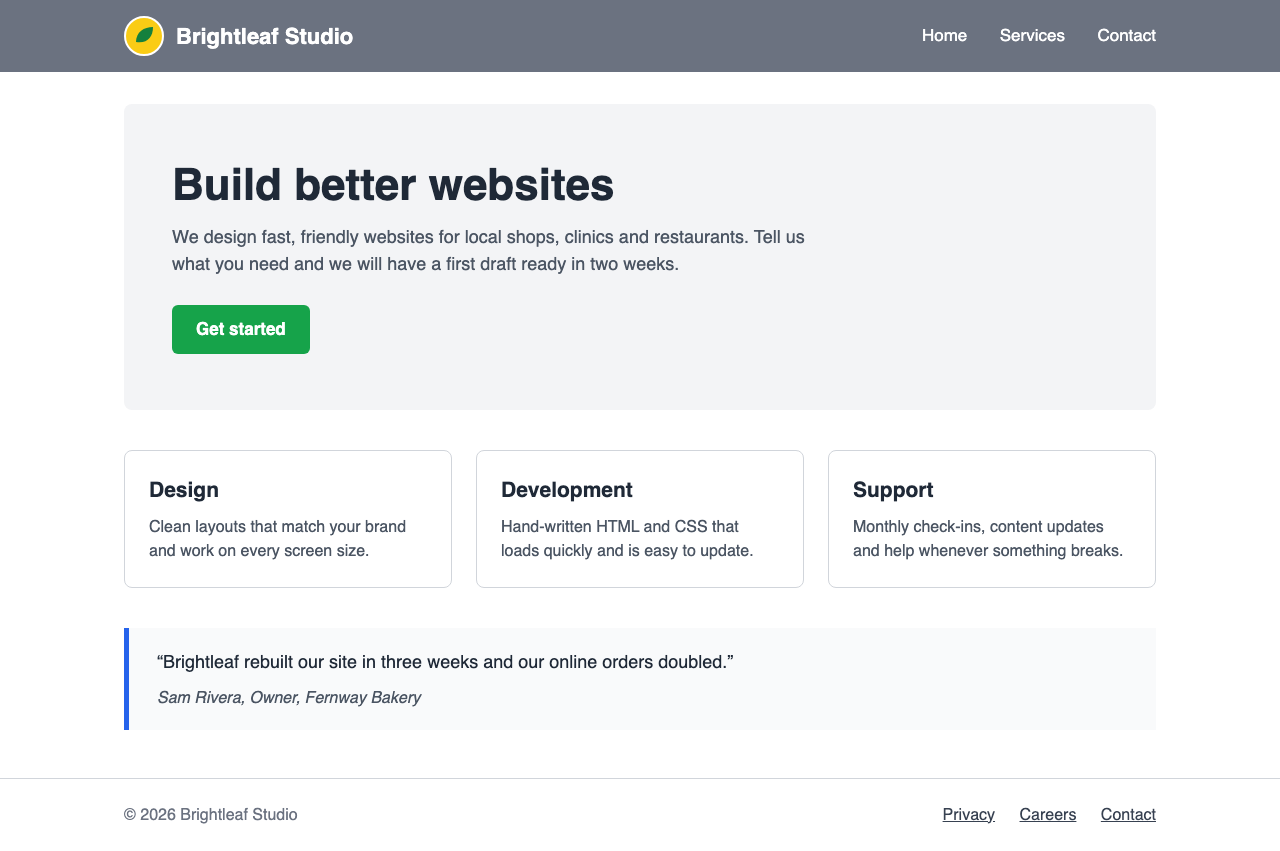 Brightleaf Studio
Home Services Contact
Build better websites
We design fast, friendly websites for local shops, clinics and restaurants. Tell us
what you need and we will have a first draft ready in two weeks.
Get started
Design
Clean layouts that match your brand
and work on every screen size.
Development
Hand-written HTML and CSS that
loads quickly and is easy to update.
Support
Monthly check-ins, content updates
and help whenever something breaks.
“Brightleaf rebuilt our site in three weeks and our online orders doubled.”
Sam Rivera, Owner, Fernway Bakery
© 2026 Brightleaf Studio
Privacy Careers Contact